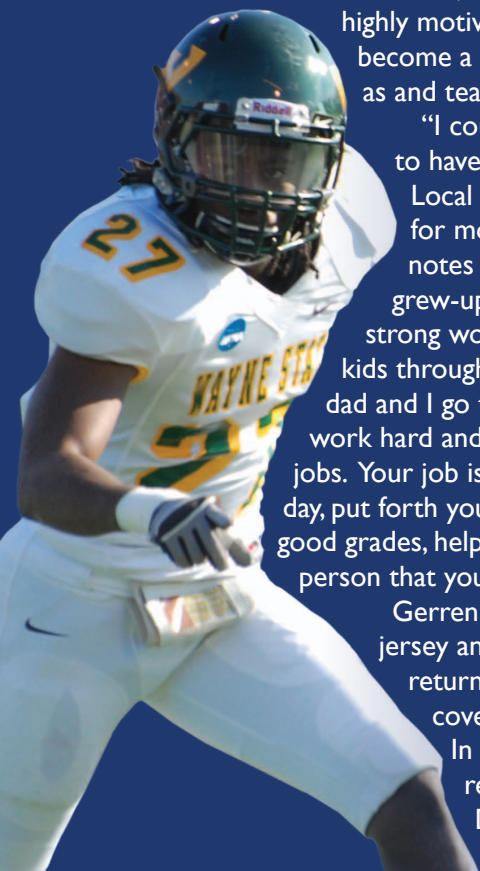 highly motiv
become a
as and tea
“I co
to have
Local
for mo
notes
grew-up
strong wo
kids through
dad and I go t
work hard and
jobs. Your job is
day, put forth you
good grades, help
person that you
Gerren
jersey an
return
cove
In
re
Riddell
27
WAYNE STAT
27